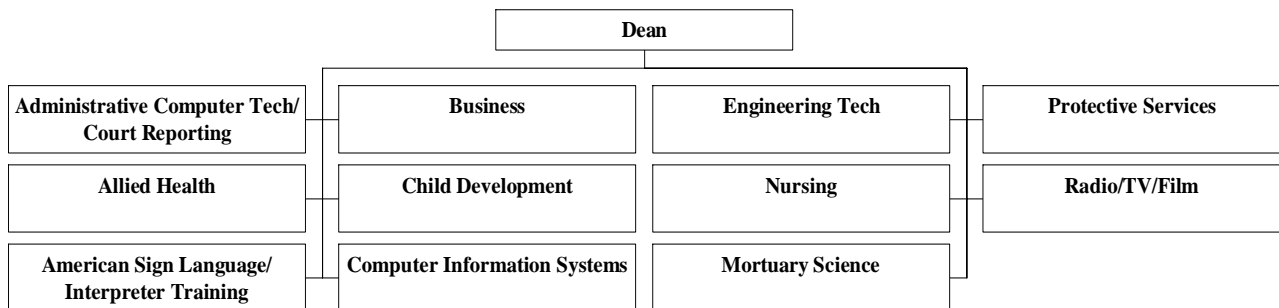 Dean
Administrative Computer Tech/
Court Reporting
Business
Engineering Tech
Protective Services
Allied Health
Child Development
Nursing
Radio/TV/Film
American Sign Language/
Interpreter Training
Computer Information Systems
Mortuary Science